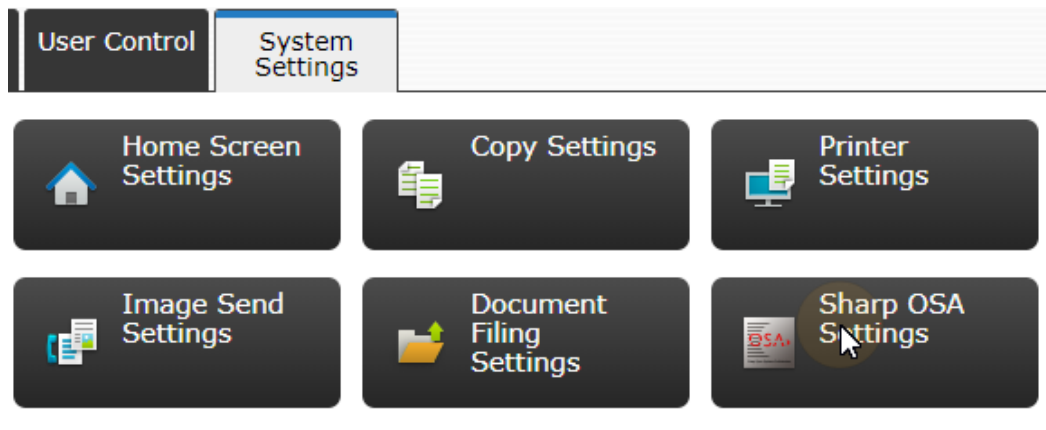 User Control
System
Settings
Home Screen
Settings
Copy Settings
Printer
Settings
Image Send
Settings
Document
Filing
Settings
Sharp OSA
Settings
OSA